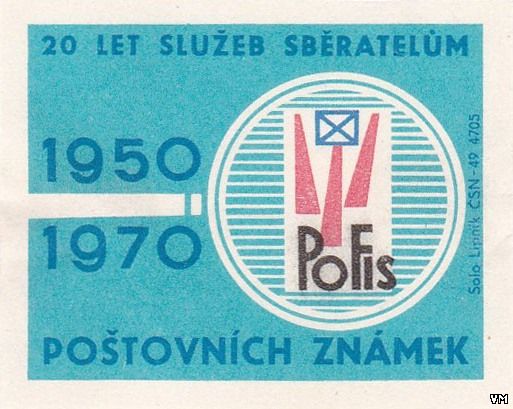 20 LET SLUŽEB SBĚRATELŮM
1950
1970
PoFis
POŠTOVNÍCH ZNÁMEK
Solo Lipník ČSN-49 4705
VM